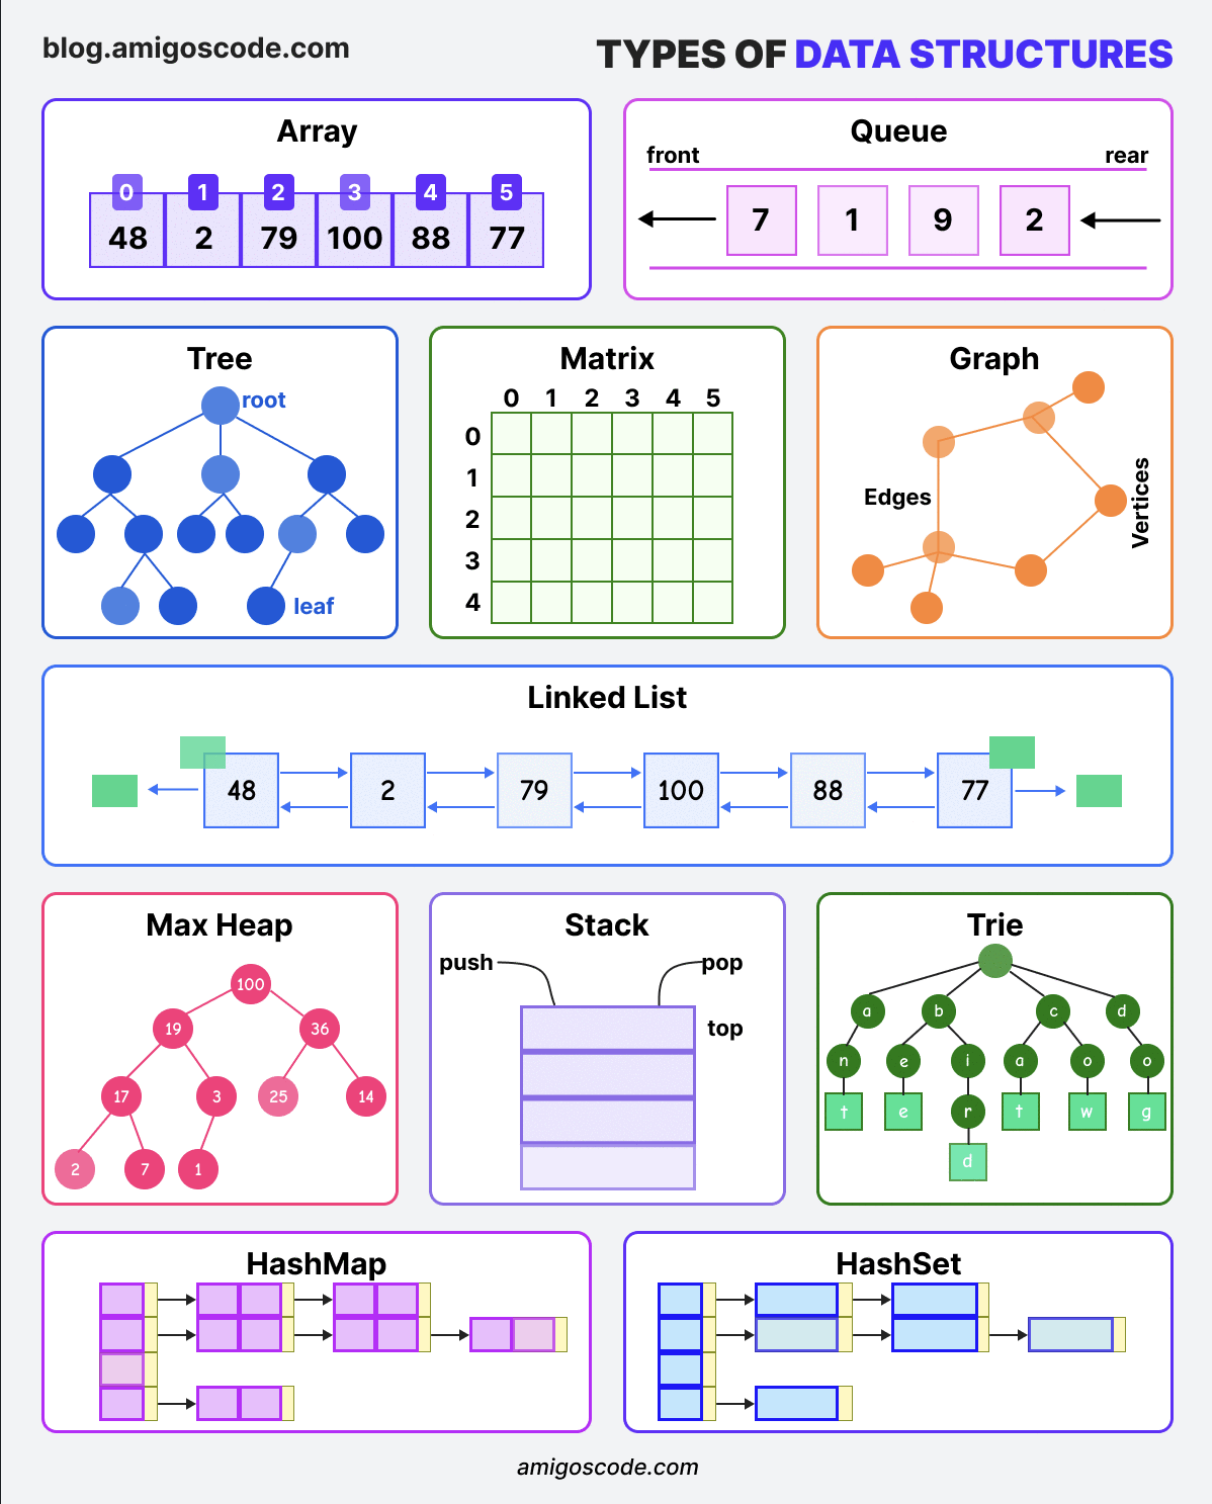 blog.amigoscode.com
TYPES OF DATA STRUCTURES
Array
0 1 2 3 4 5
48 2 79 100 88 77
Queue
front rear
7 1 9 2
Tree
root
leaf
Matrix
0 1 2 3 4 5
0
1
2
3
4
Graph
Edges
Vertices
Linked List
48 2 79 100 88 77
Max Heap
100
19 36
17 3 25 14
2 7 1
Stack
push pop
top
Trie
a b c d
n e i a o o
t e r t w g
d
HashMap
HashSet
amigoscode.com